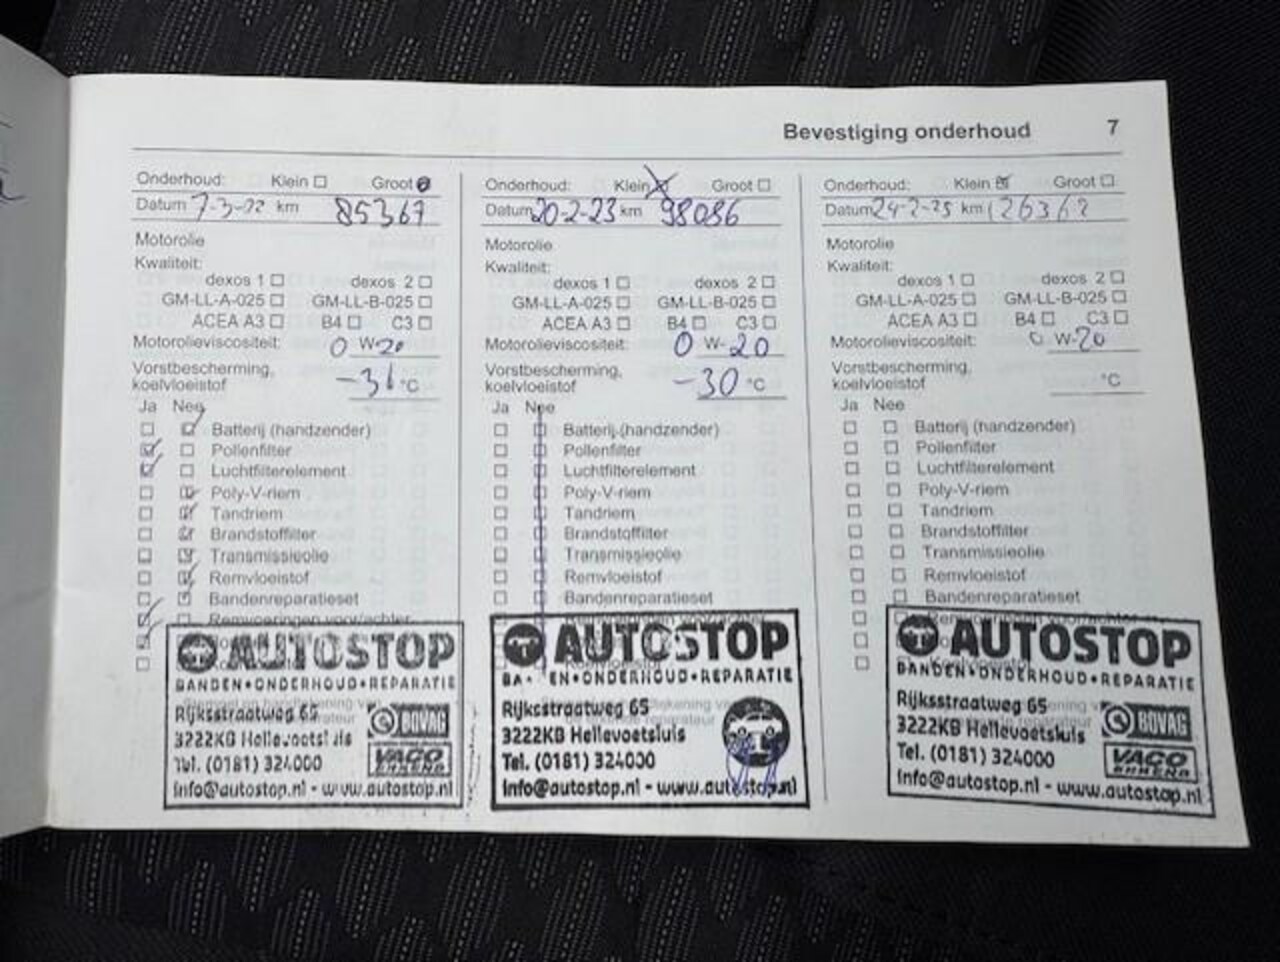 Bevestiging onderhoud 7
Onderhoud: Klein Groot
Datum 7-3-22 km 85367
Motorolie
Kwaliteit:
dexos 1 dexos 2
GM-LL-A-025 GM-LL-B-025
ACEA A3 B4 C3
Motorolieviscositeit: 0 W-20
Vorstbescherming,
koelvloeistof -31 °C
Ja Nee
Batterij (handzender)
Pollenfilter
Luchtfilterelement
Poly-V-riem
Tandriem
Brandstoffilter
Transmissieolie
Remvloeistof
Bandenreparatieset
Remvoeringen voor/achter
AUTOSTOP
BANDEN•ONDERHOUD•REPARATIE
Rijksstraatweg 65
3222KB Hellevoetsluis
Tel. (0181) 324000
BOVAG
VACO
info@autostop.nl - www.autostop.nl
Onderhoud: Klein Groot
Datum 20-2-23 km 98086
Motorolie
Kwaliteit:
dexos 1 dexos 2
GM-LL-A-025 GM-LL-B-025
ACEA A3 B4 C3
Motorolieviscositeit: 0 W-20
Vorstbescherming,
koelvloeistof -30 °C
Ja Nee
Batterij (handzender)
Pollenfilter
Luchtfilterelement
Poly-V-riem
Tandriem
Brandstoffilter
Transmissieolie
Remvloeistof
Bandenreparatieset
AUTOSTOP
BANDEN•ONDERHOUD•REPARATIE
Rijksstraatweg 65
3222KB Hellevoetsluis
Tel. (0181) 324000
info@autostop.nl - www.autostop.nl
Onderhoud: Klein Groot
Datum 24-2-25 km 126362
Motorolie
Kwaliteit:
dexos 1 dexos 2
GM-LL-A-025 GM-LL-B-025
ACEA A3 B4 C3
Motorolieviscositeit: 0 W-20
Vorstbescherming,
koelvloeistof °C
Ja Nee
Batterij (handzender)
Pollenfilter
Luchtfilterelement
Poly-V-riem
Tandriem
Brandstoffilter
Transmissieolie
Remvloeistof
Bandenreparatieset
Remvoeringen voor/achter
AUTOSTOP
BANDEN•ONDERHOUD•REPARATIE
Rijksstraatweg 65
3222KB Hellevoetsluis
Tel. (0181) 324000
BOVAG
VACO
info@autostop.nl - www.autostop.nl